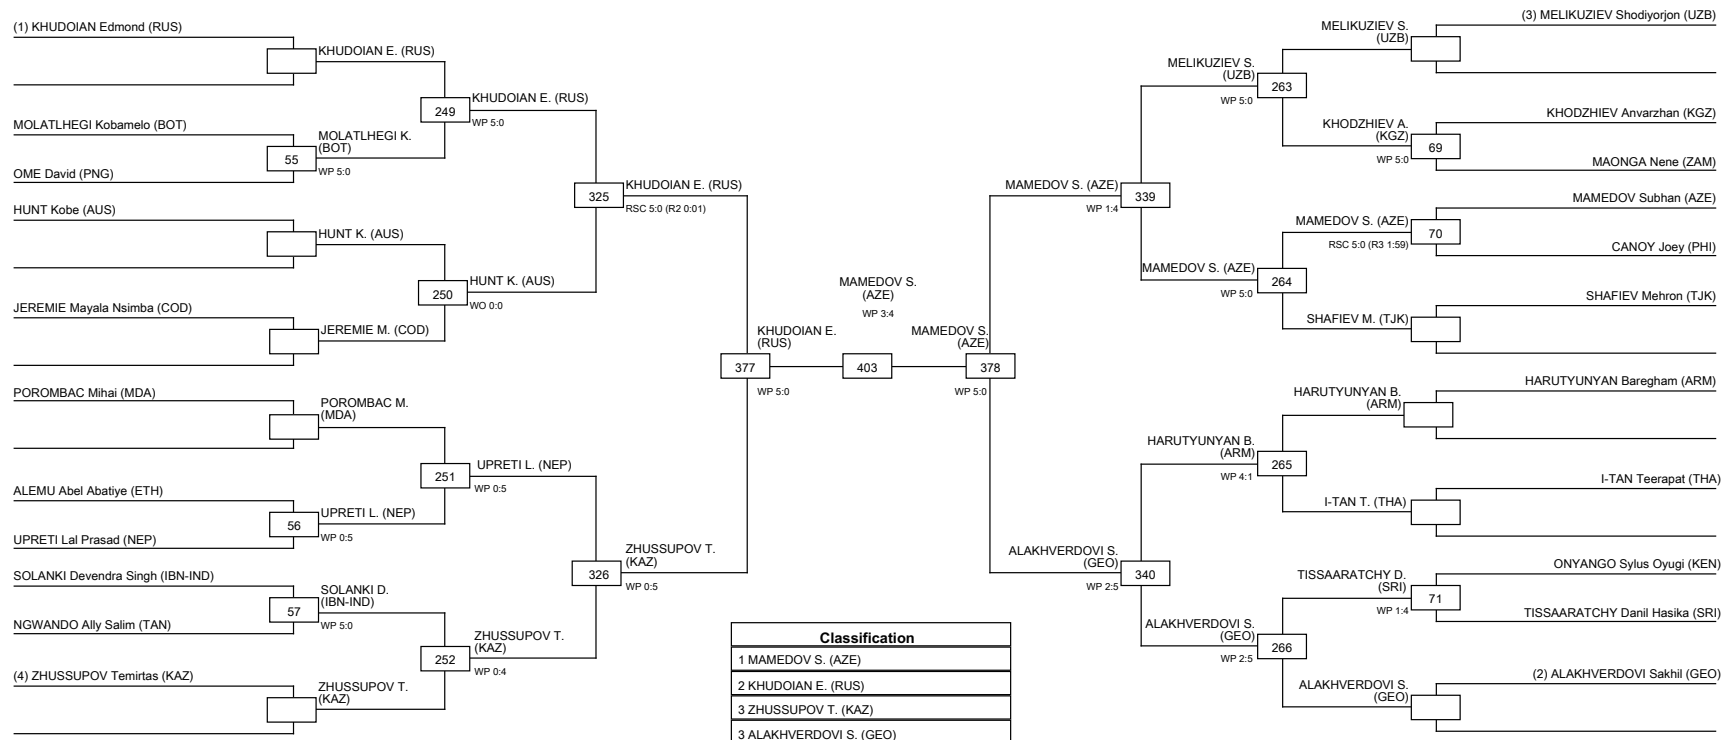 (1) KHUDOIAN Edmond (RUS)
KHUDOIAN E. (RUS)
249
KHUDOIAN E. (RUS)
WP 5:0
MOLATLHEGI Kobamelo (BOT)
55
MOLATLHEGI K.
(BOT)
WP 5:0
OME David (PNG)
325
KHUDOIAN E. (RUS)
RSC 5:0 (R2 0:01)
HUNT Kobe (AUS)
HUNT K. (AUS)
250
HUNT K. (AUS)
WO 0:0
JEREMIE Mayala Nsimba (COD)
JEREMIE M. (COD)
377
KHUDOIAN E.
(RUS)
WP 5:0
POROMBAC Mihai (MDA)
POROMBAC M.
(MDA)
251
UPRETI L. (NEP)
WP 0:5
ALEMU Abel Abatiye (ETH)
56
UPRETI L. (NEP)
WP 0:5
UPRETI Lal Prasad (NEP)
326
ZHUSSUPOV T.
(KAZ)
WP 0:5
SOLANKI Devendra Singh (IBN-IND)
57
SOLANKI D.
(IBN-IND)
WP 5:0
NGWANDO Ally Salim (TAN)
252
ZHUSSUPOV T.
(KAZ)
WP 0:4
(4) ZHUSSUPOV Temirtas (KAZ)
ZHUSSUPOV T.
(KAZ)
MAMEDOV S.
(AZE)
WP 3:4
403
MAMEDOV S.
(AZE)
378
WP 5:0
(3) MELIKUZIEV Shodiyorjon (UZB)
MELIKUZIEV S.
(UZB)
MELIKUZIEV S.
(UZB)
263
WP 5:0
KHODZHIEV Anvarzhan (KGZ)
KHODZHIEV A.
(KGZ)
69
WP 5:0
MAONGA Nene (ZAM)
MAMEDOV S. (AZE)
339
WP 1:4
MAMEDOV Subhan (AZE)
MAMEDOV S. (AZE)
70
RSC 5:0 (R3 1:59)
CANOY Joey (PHI)
MAMEDOV S. (AZE)
264
WP 5:0
SHAFIEV Mehron (TJK)
SHAFIEV M. (TJK)
HARUTYUNYAN Baregham (ARM)
HARUTYUNYAN B.
(ARM)
HARUTYUNYAN B.
(ARM)
265
WP 4:1
I-TAN Teerapat (THA)
I-TAN T. (THA)
ALAKHVERDOVI S.
(GEO)
340
WP 2:5
ONYANGO Sylus Oyugi (KEN)
TISSAARATCHY D.
(SRI)
71
WP 1:4
TISSAARATCHY Danil Hasika (SRI)
ALAKHVERDOVI S.
(GEO)
266
WP 2:5
(2) ALAKHVERDOVI Sakhil (GEO)
ALAKHVERDOVI S.
(GEO)
Classification
1 MAMEDOV S. (AZE)
2 KHUDOIAN E. (RUS)
3 ZHUSSUPOV T. (KAZ)
3 ALAKHVERDOVI S. (GEO)